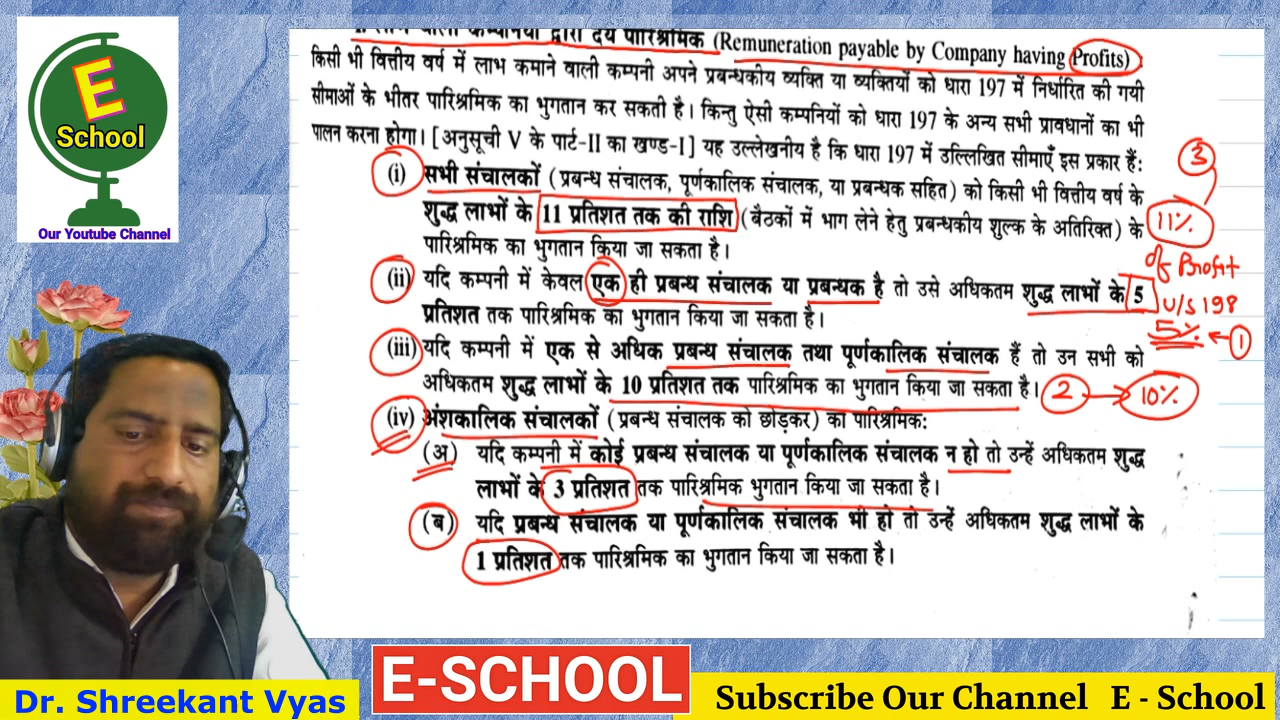 E
School
Our Youtube Channel
द्वारा देय पारिश्रमिक (Remuneration payable by Company having Profits)
किसी भी वित्तीय वर्ष में लाभ कमाने वाली कम्पनी अपने प्रबन्धकीय व्यक्ति या व्यक्तियों को धारा 197 में निर्धारित की गयी
सीमाओं के भीतर पारिश्रमिक का भुगतान कर सकती है। किन्तु ऐसी कम्पनियों को धारा 197 के अन्य सभी प्रावधानों का भी
पालन करना होगा। [अनुसूची V के पार्ट-II का खण्ड-I] यह उल्लेखनीय है कि धारा 197 में उल्लिखित सीमाएँ इस प्रकार हैं:
(i) सभी संचालकों (प्रबन्ध संचालक, पूर्णकालिक संचालक, या प्रबन्धक सहित) को किसी भी वित्तीय वर्ष के
शुद्ध लाभों के 11 प्रतिशत तक की राशि (बैठकों में भाग लेने हेतु प्रबन्धकीय शुल्क के अतिरिक्त) के
पारिश्रमिक का भुगतान किया जा सकता है।
(ii) यदि कम्पनी में केवल एक ही प्रबन्ध संचालक या प्रबन्धक है तो उसे अधिकतम शुद्ध लाभों के 5
प्रतिशत तक पारिश्रमिक का भुगतान किया जा सकता है।
(iii) यदि कम्पनी में एक से अधिक प्रबन्ध संचालक तथा पूर्णकालिक संचालक हैं तो उन सभी को
अधिकतम शुद्ध लाभों के 10 प्रतिशत तक पारिश्रमिक का भुगतान किया जा सकता है।
(iv) अंशकालिक संचालकों (प्रबन्ध संचालक को छोड़कर) का पारिश्रमिक:
(अ) यदि कम्पनी में कोई प्रबन्ध संचालक या पूर्णकालिक संचालक न हो तो उन्हें अधिकतम शुद्ध
लाभों के 3 प्रतिशत तक पारिश्रमिक भुगतान किया जा सकता है।
(ब) यदि प्रबन्ध संचालक या पूर्णकालिक संचालक भी हो तो उन्हें अधिकतम शुद्ध लाभों के
1 प्रतिशत तक पारिश्रमिक का भुगतान किया जा सकता है।
3
11%
of Profit
u/s 198
5% ← 1
2 → 10%
Dr. Shreekant Vyas
E-SCHOOL
Subscribe Our Channel E - School